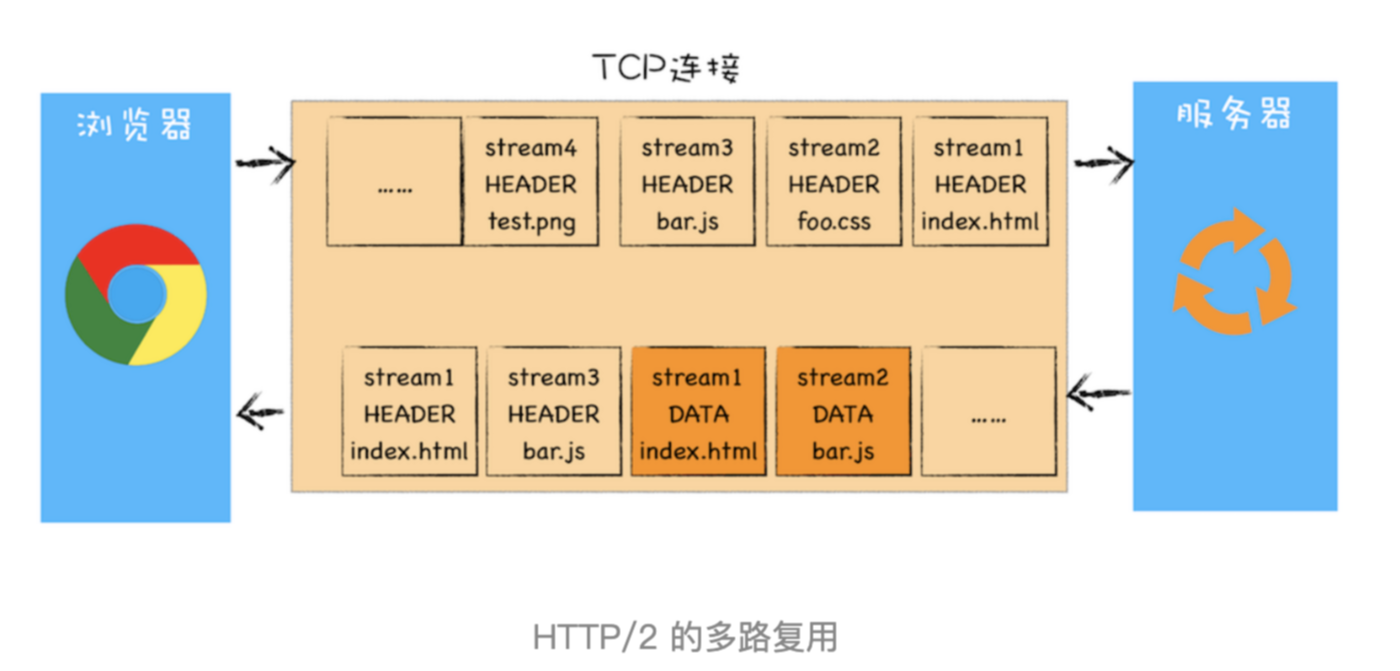 TCP连接
浏览器
服务器
……
stream4
HEADER
test.png
stream3
HEADER
bar.js
stream2
HEADER
foo.css
stream1
HEADER
index.html
stream1
HEADER
index.html
stream3
HEADER
bar.js
stream1
DATA
index.html
stream2
DATA
bar.js
……
HTTP/2 的多路复用